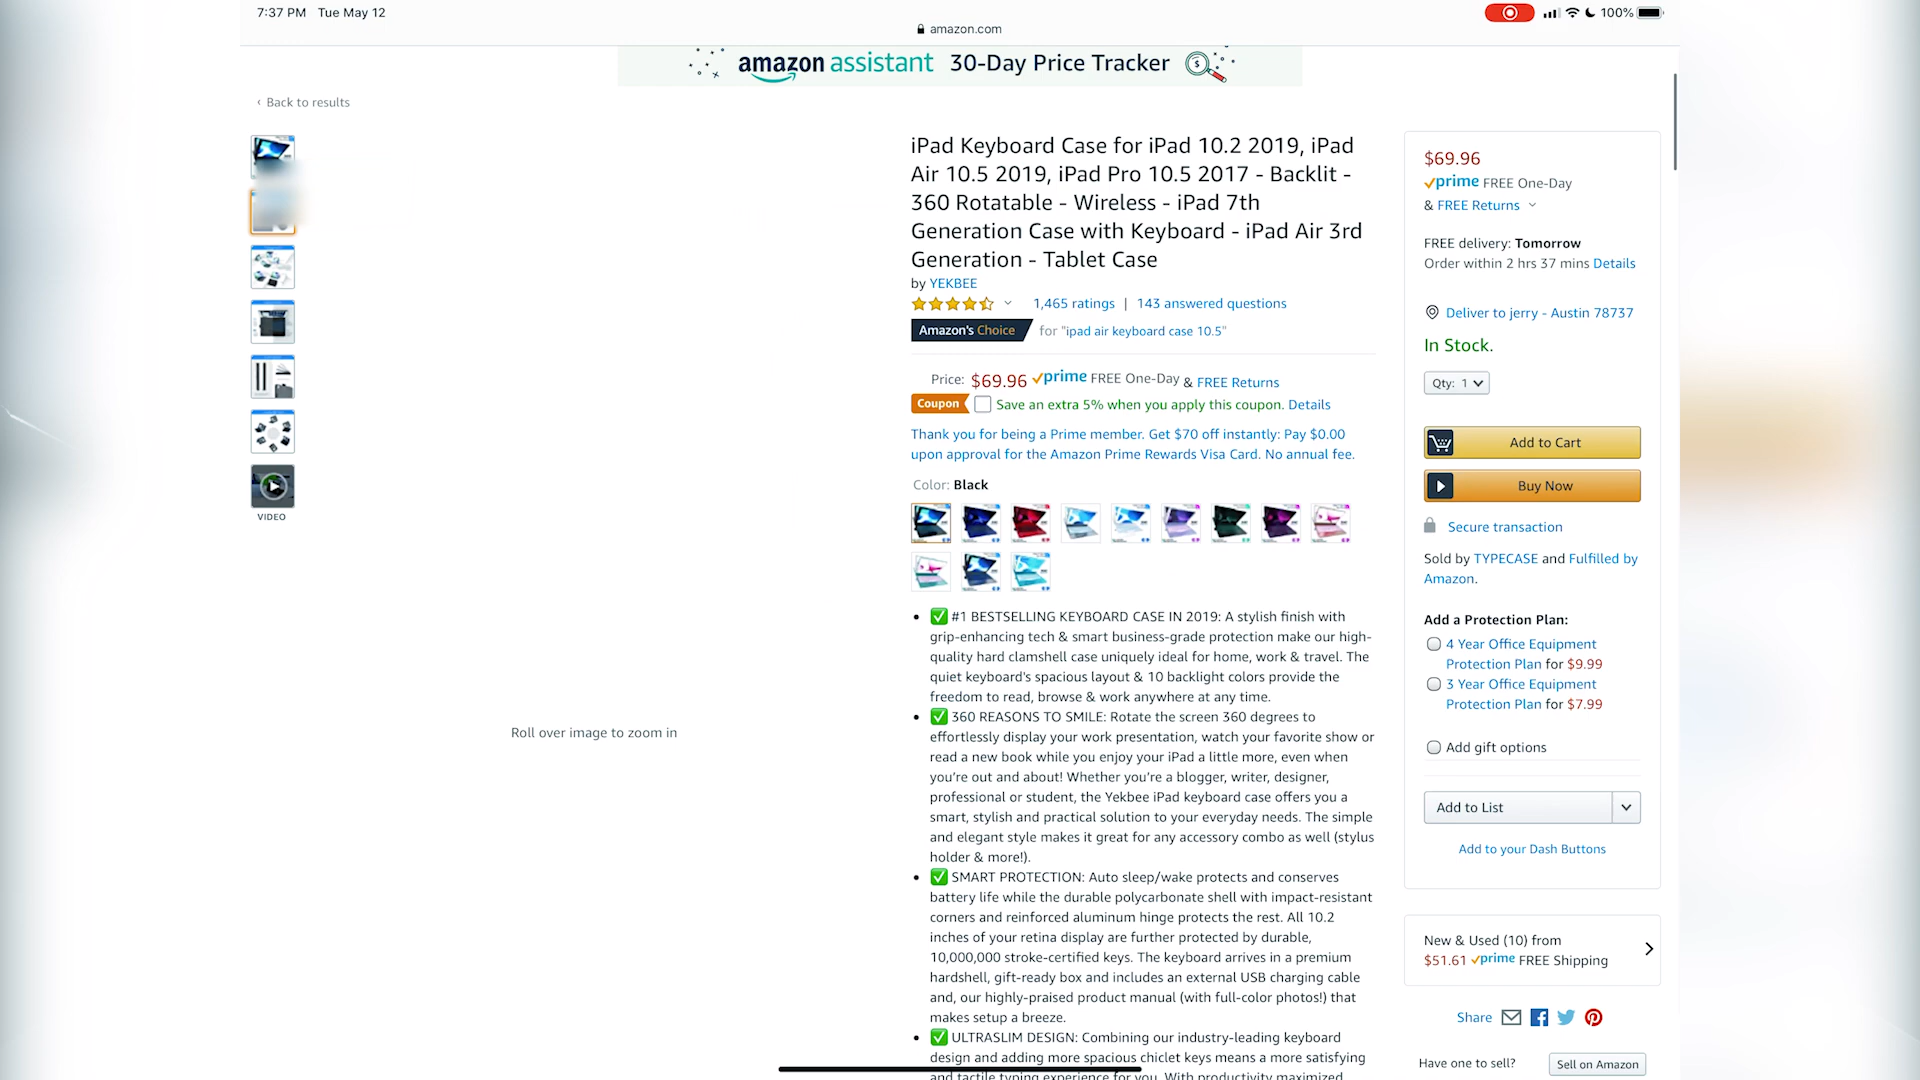 7:37 PM Tue May 12
100%
amazon.com
amazon assistant 30-Day Price Tracker
‹ Back to results
VIDEO
Roll over image to zoom in
iPad Keyboard Case for iPad 10.2 2019, iPad
Air 10.5 2019, iPad Pro 10.5 2017 - Backlit -
360 Rotatable - Wireless - iPad 7th
Generation Case with Keyboard - iPad Air 3rd
Generation - Tablet Case
by YEKBEE
1,465 ratings | 143 answered questions
Amazon's Choice for "ipad air keyboard case 10.5"
Price: $69.96 prime FREE One-Day & FREE Returns
Coupon Save an extra 5% when you apply this coupon. Details
Thank you for being a Prime member. Get $70 off instantly: Pay $0.00
upon approval for the Amazon Prime Rewards Visa Card. No annual fee.
Color: Black
• ✅ #1 BESTSELLING KEYBOARD CASE IN 2019: A stylish finish with
grip-enhancing tech & smart business-grade protection make our high-
quality hard clamshell case uniquely ideal for home, work & travel. The
quiet keyboard's spacious layout & 10 backlight colors provide the
freedom to read, browse & work anywhere at any time.
• ✅ 360 REASONS TO SMILE: Rotate the screen 360 degrees to
effortlessly display your work presentation, watch your favorite show or
read a new book while you enjoy your iPad a little more, even when
you're out and about! Whether you're a blogger, writer, designer,
professional or student, the Yekbee iPad keyboard case offers you a
smart, stylish and practical solution to your everyday needs. The simple
and elegant style makes it great for any accessory combo as well (stylus
holder & more!).
• ✅ SMART PROTECTION: Auto sleep/wake protects and conserves
battery life while the durable polycarbonate shell with impact-resistant
corners and reinforced aluminum hinge protects the rest. All 10.2
inches of your retina display are further protected by durable,
10,000,000 stroke-certified keys. The keyboard arrives in a premium
hardshell, gift-ready box and includes an external USB charging cable
and, our highly-praised product manual (with full-color photos!) that
makes setup a breeze.
• ✅ ULTRASLIM DESIGN: Combining our industry-leading keyboard
design and adding more spacious chiclet keys means a more satisfying
and tactile typing experience for you. With productivity maximized
$69.96
prime FREE One-Day
& FREE Returns
FREE delivery: Tomorrow
Order within 2 hrs 37 mins Details
Deliver to jerry - Austin 78737
In Stock.
Qty: 1
Add to Cart
Buy Now
Secure transaction
Sold by TYPECASE and Fulfilled by
Amazon.
Add a Protection Plan:
4 Year Office Equipment
Protection Plan for $9.99
3 Year Office Equipment
Protection Plan for $7.99
Add gift options
Add to List
Add to your Dash Buttons
New & Used (10) from
$51.61 prime FREE Shipping
Share
Have one to sell? Sell on Amazon